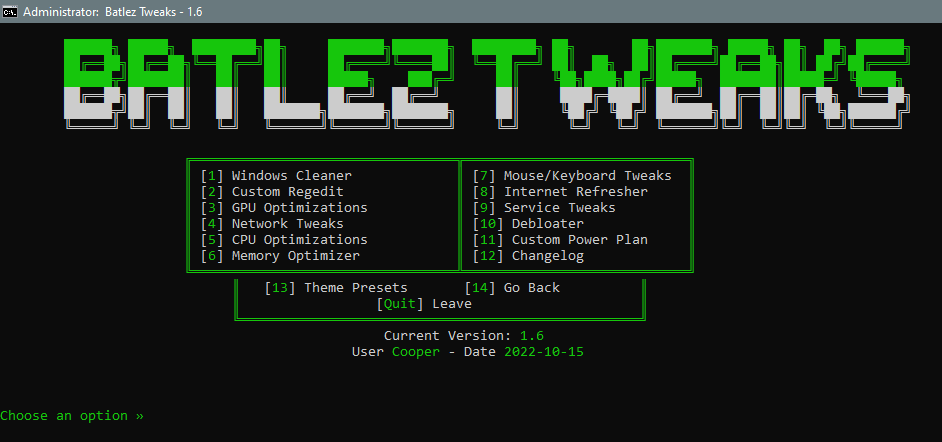 Administrator: Batlez Tweaks - 1.6
BATLEZ TWEAKS
[1] Windows Cleaner
[2] Custom Regedit
[3] GPU Optimizations
[4] Network Tweaks
[5] CPU Optimizations
[6] Memory Optimizer
[7] Mouse/Keyboard Tweaks
[8] Internet Refresher
[9] Service Tweaks
[10] Debloater
[11] Custom Power Plan
[12] Changelog
[13] Theme Presets [14] Go Back
[Quit] Leave
Current Version: 1.6
User Cooper - Date 2022-10-15
Choose an option »